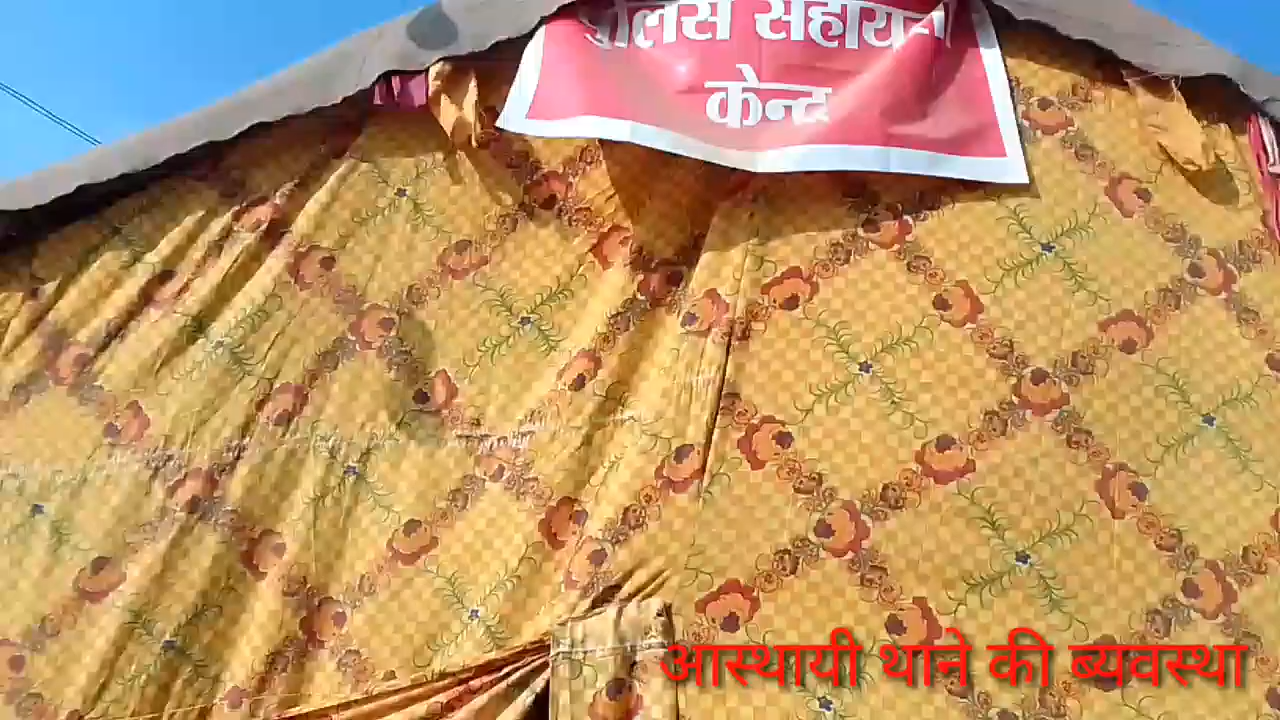 पुलिस सहायता
केन्द्र
आस्थायी थाने की ब्यवस्था